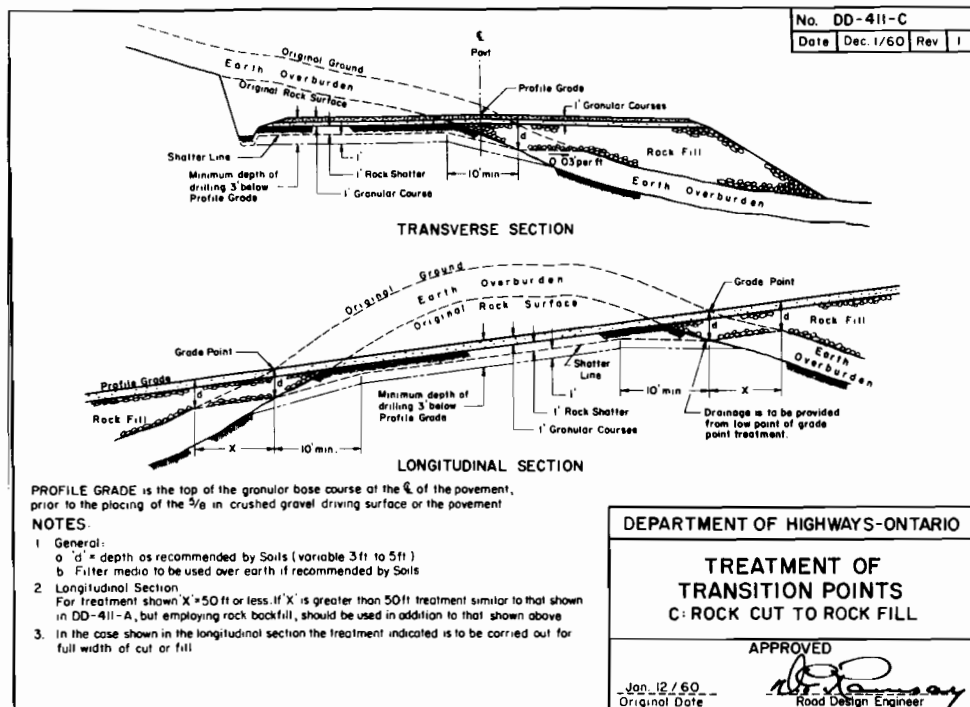 No. DD-411-C
Date Dec. 1/60 Rev 1
℄
Pavt
Original Ground
Earth Overburden
Original Rock Surface
Profile Grade
1' Granular Courses
Shatter Line
Minimum depth of
drilling 3' below
Profile Grade
1'
1' Rock Shatter
1' Granular Course
10' min
d
0.03' per ft
Rock Fill
Earth Overburden
TRANSVERSE SECTION
Original Ground
Earth Overburden
Original Rock Surface
Grade Point
Profile Grade
d
d
Rock Fill
X
10' min.
Minimum depth of
drilling 3' below
Profile Grade
1'
1' Rock Shatter
1' Granular Courses
Shatter
Line
10' min
X
Grade Point
d
d
Rock Fill
Earth
Overburden
Drainage is to be provided
from low point of grade
point treatment.
LONGITUDINAL SECTION
PROFILE GRADE is the top of the granular base course at the ℄ of the pavement,
prior to the placing of the 5/8 in crushed gravel driving surface or the pavement
NOTES
1 General:
a 'd' = depth as recommended by Soils (variable 3 ft to 5 ft)
b Filter media to be used over earth if recommended by Soils
2 Longitudinal Section
For treatment shown 'X' = 50 ft or less. If 'X' is greater than 50 ft treatment similar to that shown
in DD-411-A, but employing rock backfill, should be used in addition to that shown above
3. In the case shown in the longitudinal section the treatment indicated is to be carried out for
full width of cut or fill
DEPARTMENT OF HIGHWAYS-ONTARIO
TREATMENT OF
TRANSITION POINTS
C: ROCK CUT TO ROCK FILL
APPROVED
Jan. 12/60
Original Date
Road Design Engineer